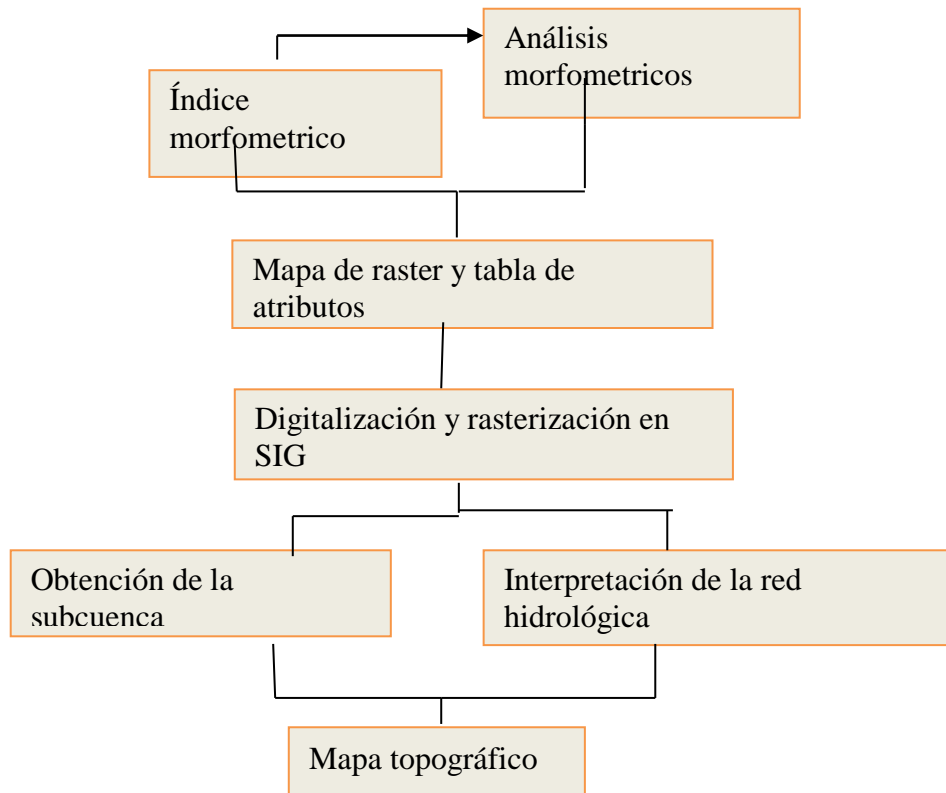 Análisis
morfometricos
Índice
morfometrico
Mapa de raster y tabla de
atributos
Digitalización y rasterización en
SIG
Obtención de la
subcuenca
Interpretación de la red
hidrológica
Mapa topográfico